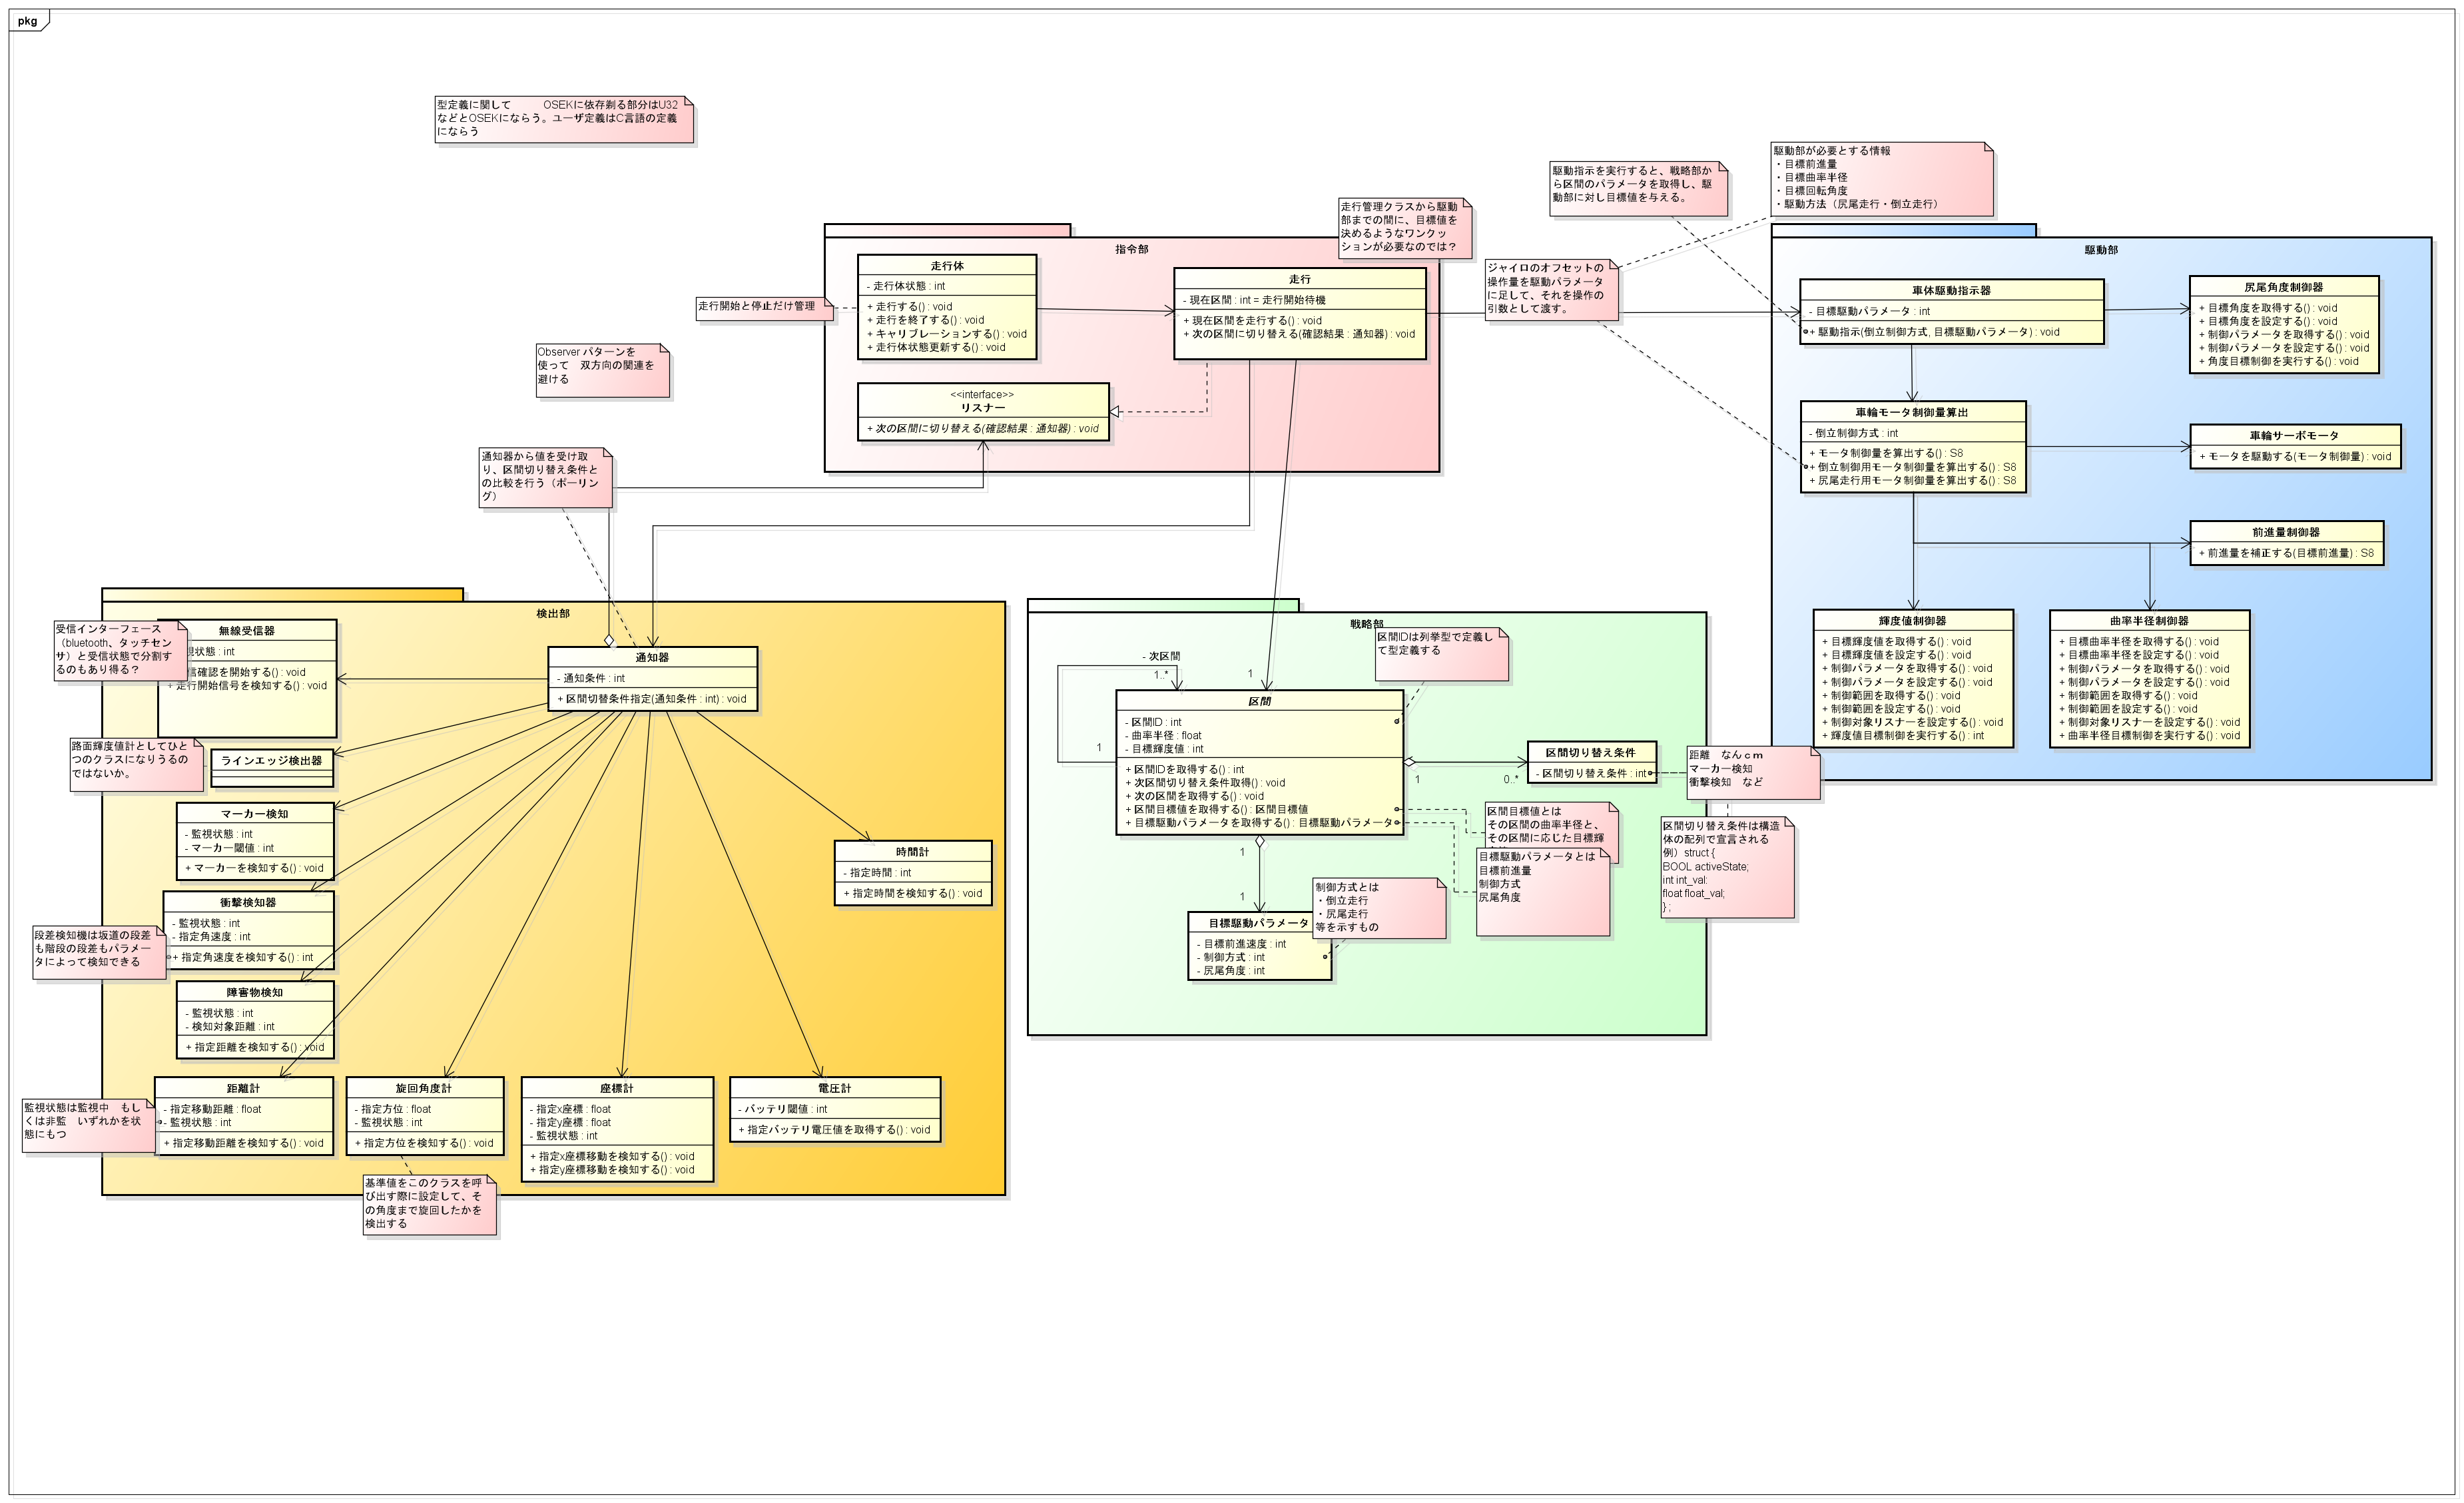 pkg
型定義に関して　　　OSEKに依存剃る部分はU32
などとOSEKにならう。ユーザ定義はC言語の定義
にならう
駆動部が必要とする情報
・目標前進量
・目標曲率半径
・目標回転角度
・駆動方法（尻尾走行・倒立走行）
駆動指示を実行すると、戦略部か
ら区間のパラメータを取得し、駆
動部に対し目標値を与える。
走行管理クラスから駆動
部までの間に、目標値を
決めるようなワンクッ
ションが必要なのでは？
ジャイロのオフセットの
操作量を駆動パラメータ
に足して、それを操作の
引数として渡す。
指令部
走行体
- 走行体状態 : int
+ 走行する() : void
+ 走行を終了する() : void
+ キャリブレーションする() : void
+ 走行体状態更新する() : void
走行
- 現在区間 : int = 走行開始待機
+ 現在区間を走行する() : void
+ 次の区間に切り替える(確認結果 : 通知器) : void
<<interface>>
リスナー
+ 次の区間に切り替える(確認結果 : 通知器) : void
走行開始と停止だけ管理
Observer パターンを
使って　双方向の関連を
避ける
通知器から値を受け取
り、区間切り替え条件と
の比較を行う（ポーリン
グ）
駆動部
車体駆動指示器
- 目標駆動パラメータ : int
+ 駆動指示(倒立制御方式, 目標駆動パラメータ) : void
尻尾角度制御器
+ 目標角度を取得する() : void
+ 目標角度を設定する() : void
+ 制御パラメータを取得する() : void
+ 制御パラメータを設定する() : void
+ 角度目標制御を実行する() : void
車輪モータ制御量算出
- 倒立制御方式 : int
+ モータ制御量を算出する() : S8
+ 倒立制御用モータ制御量を算出する() : S8
+ 尻尾走行用モータ制御量を算出する() : S8
車輪サーボモータ
+ モータを駆動する(モータ制御量) : void
前進量制御器
+ 前進量を補正する(目標前進量) : S8
輝度値制御器
+ 目標輝度値を取得する() : void
+ 目標輝度値を設定する() : void
+ 制御パラメータを取得する() : void
+ 制御パラメータを設定する() : void
+ 制御範囲を取得する() : void
+ 制御範囲を設定する() : void
+ 制御対象リスナーを設定する() : void
+ 輝度値目標制御を実行する() : int
曲率半径制御器
+ 目標曲率半径を取得する() : void
+ 目標曲率半径を設定する() : void
+ 制御パラメータを取得する() : void
+ 制御パラメータを設定する() : void
+ 制御範囲を取得する() : void
+ 制御範囲を設定する() : void
+ 制御対象リスナーを設定する() : void
+ 曲率半径目標制御を実行する() : void
検出部
受信インターフェース
（bluetooth、タッチセン
サ）と受信状態で分割す
るのもあり得る？
無線受信器
視状態 : int
信確認を開始する() : void
+ 走行開始信号を検知する() : void
通知器
- 通知条件 : int
+ 区間切替条件指定(通知条件 : int) : void
路面輝度値計としてひと
つのクラスになりうるの
ではないか。
ラインエッジ検出器
マーカー検知
- 監視状態 : int
- マーカー閾値 : int
+ マーカーを検知する() : void
衝撃検知器
- 監視状態 : int
- 指定角速度 : int
+ 指定角速度を検知する() : int
段差検知機は坂道の段差
も階段の段差もパラメー
タによって検知できる
障害物検知
- 監視状態 : int
- 検知対象距離 : int
+ 指定距離を検知する() : void
時間計
- 指定時間 : int
+ 指定時間を検知する() : void
距離計
- 指定移動距離 : float
- 監視状態 : int
+ 指定移動距離を検知する() : void
監視状態は監視中　もし
くは非監　いずれかを状
態にもつ
旋回角度計
- 指定方位 : float
- 監視状態 : int
+ 指定方位を検知する() : void
基準値をこのクラスを呼
び出す際に設定して、そ
の角度まで旋回したかを
検出する
座標計
- 指定x座標 : float
- 指定y座標 : float
- 監視状態 : int
+ 指定x座標移動を検知する() : void
+ 指定y座標移動を検知する() : void
電圧計
- バッテリ閾値 : int
+ 指定バッテリ電圧値を取得する() : void
戦略部
区間IDは列挙型で定義し
て型定義する
- 次区間
1..*
1
1
区間
- 区間ID : int
- 曲率半径 : float
- 目標輝度値 : int
+ 区間IDを取得する() : int
+ 次区間切り替え条件取得() : void
+ 次の区間を取得する() : void
+ 区間目標値を取得する() : 区間目標値
+ 目標駆動パラメータを取得する() : 目標駆動パラメータ
1
0..*
区間切り替え条件
- 区間切り替え条件 : int
距離　なんｃｍ
マーカー検知
衝撃検知　など
区間切り替え条件は構造
体の配列で宣言される
例）struct {
BOOL activeState;
int int_val:
float float_val;
} ;
区間目標値とは
その区間の曲率半径と、
その区間に応じた目標輝
目標駆動パラメータとは
目標前進量
制御方式
尻尾角度
1
1
制御方式とは
・倒立走行
・尻尾走行
等を示すもの
目標駆動パラメータ
- 目標前進速度 : int
- 制御方式 : int
- 尻尾角度 : int